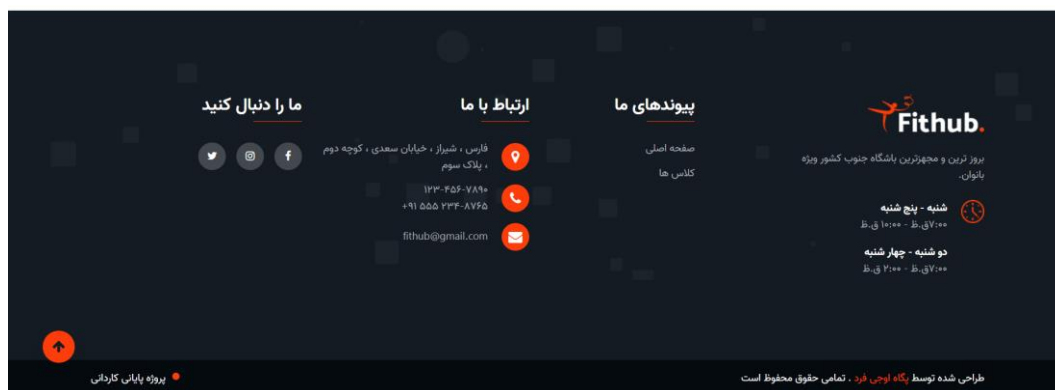 Fithub.
بروز ترین و مجهزترین باشگاه جنوب کشور ویژه
بانوان.
شنبه - پنج شنبه
۷:۰۰ق.ظ - ۱۰:۰۰ ق.ظ
دو شنبه - چهار شنبه
۷:۰۰ق.ظ - ۲:۰۰ ق.ظ
پیوندهای ما
صفحه اصلی
کلاس ها
ارتباط با ما
فارس ، شیراز ، خیابان سعدی ، کوچه دوم
، پلاک سوم
۱۲۳-۴۵۶-۷۸۹۰
+۹۱ ۵۵۵ ۲۳۴-۸۷۶۵
fithub@gmail.com
ما را دنبال کنید
طراحی شده توسط پگاه اوجی فرد . تمامی حقوق محفوظ است
پروژه پایانی کاردانی